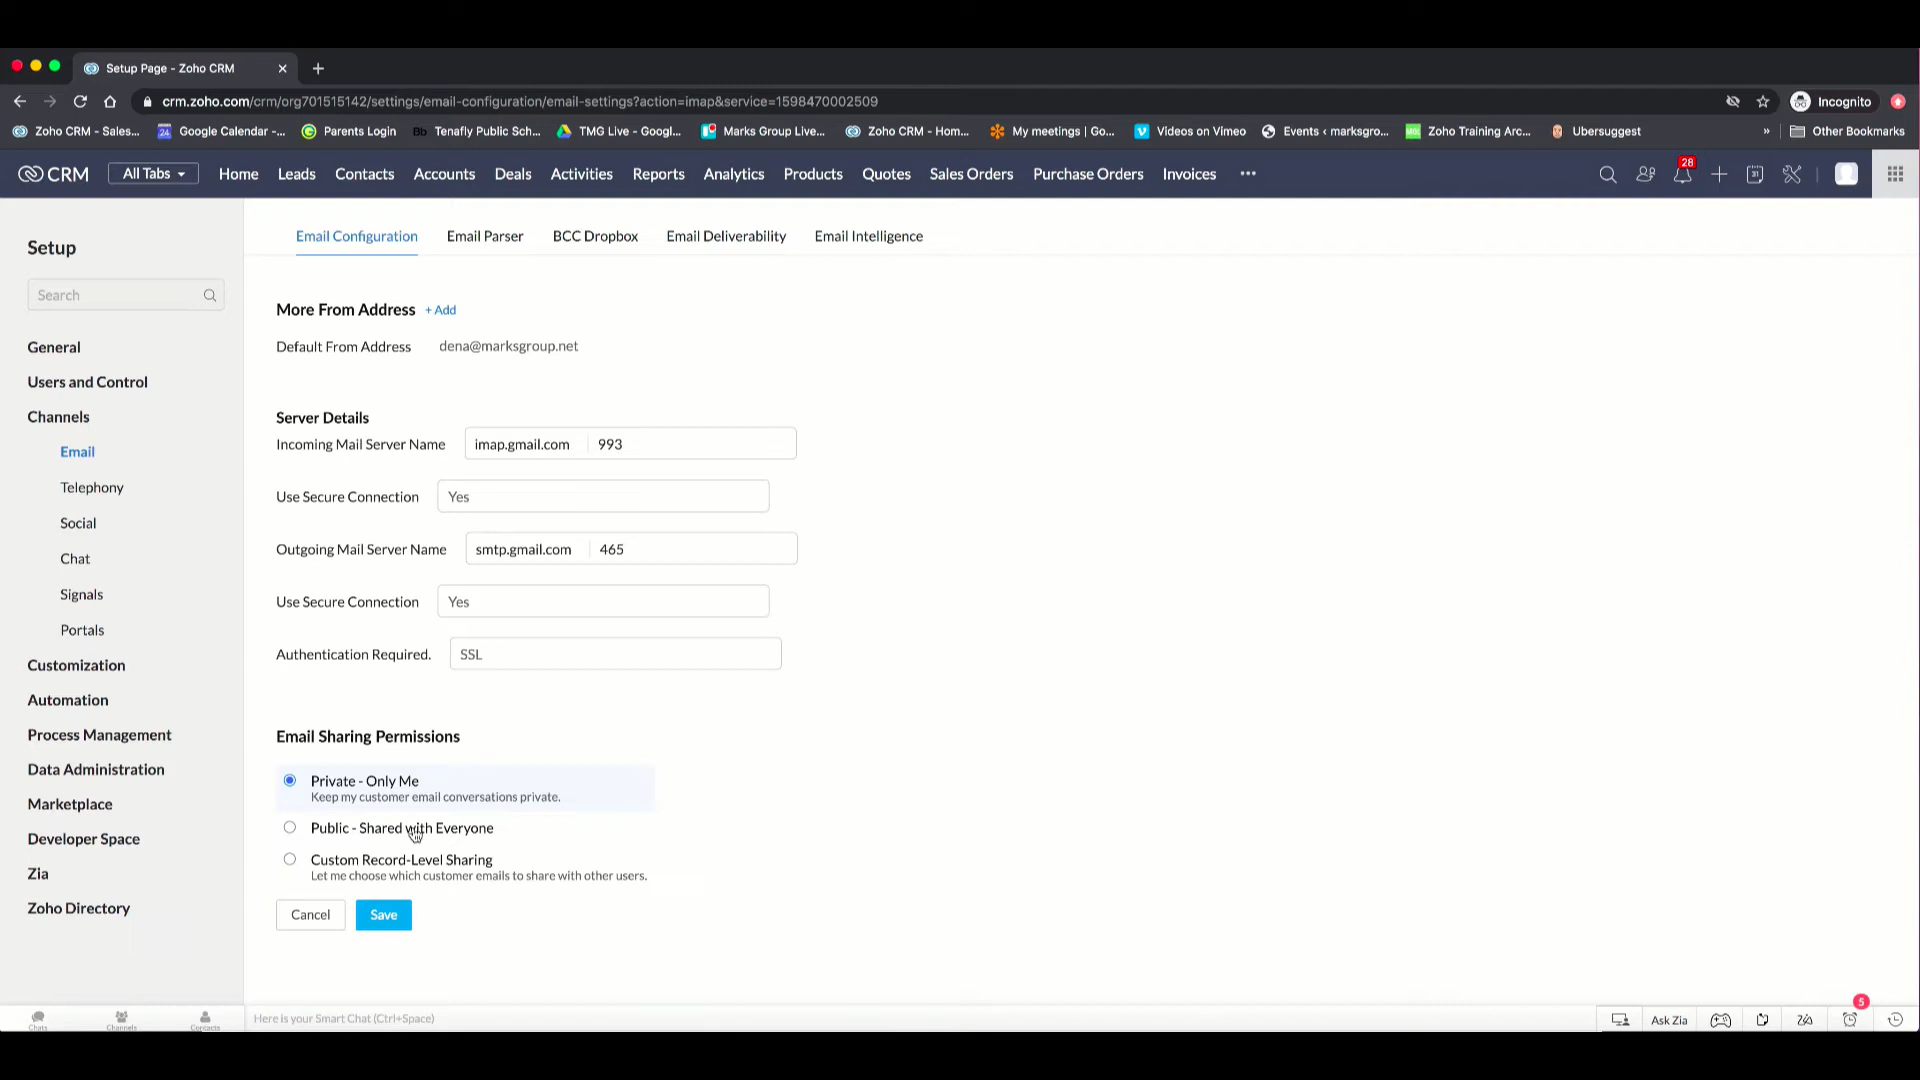 Setup Page - Zoho CRM
crm.zoho.com/crm/org701515142/settings/email-configuration/email-settings?action=imap&service=1598470002509
Incognito
Zoho CRM - Sales...
24
Google Calendar -...
Parents Login
Bb
Tenafly Public Sch...
TMG Live - Googl...
Marks Group Live...
Zoho CRM - Hom...
My meetings | Go...
Videos on Vimeo
Events ‹ marksgro...
Zoho Training Arc...
Ubersuggest
»
Other Bookmarks
CRM
All Tabs
Home
Leads
Contacts
Accounts
Deals
Activities
Reports
Analytics
Products
Quotes
Sales Orders
Purchase Orders
Invoices
28
Setup
Search
General
Users and Control
Channels
Email
Telephony
Social
Chat
Signals
Portals
Customization
Automation
Process Management
Data Administration
Marketplace
Developer Space
Zia
Zoho Directory
Email Configuration
Email Parser
BCC Dropbox
Email Deliverability
Email Intelligence
More From Address + Add
Default From Address dena@marksgroup.net
Server Details
Incoming Mail Server Name imap.gmail.com 993
Use Secure Connection Yes
Outgoing Mail Server Name smtp.gmail.com 465
Use Secure Connection Yes
Authentication Required. SSL
Email Sharing Permissions
Private - Only Me
Keep my customer email conversations private.
Public - Shared with Everyone
Custom Record-Level Sharing
Let me choose which customer emails to share with other users.
Cancel
Save
Chats
Channels
Contacts
Here is your Smart Chat (Ctrl+Space)
Ask Zia
5